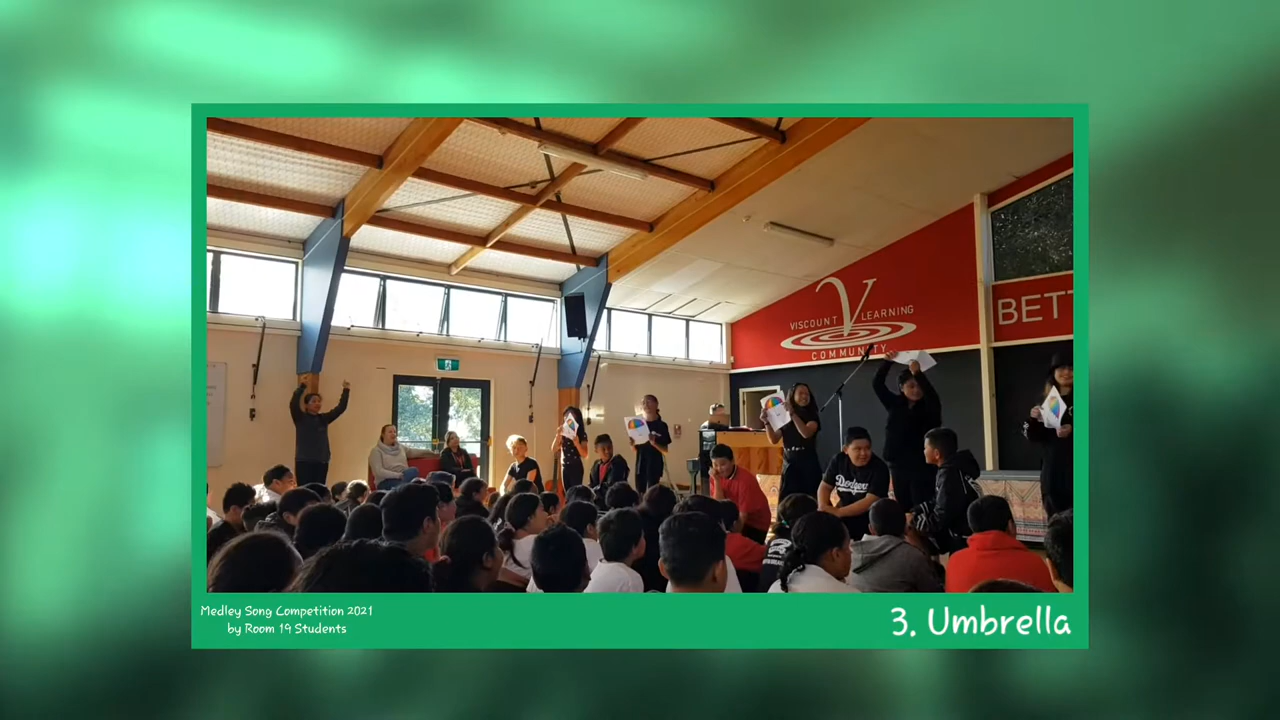 VISCOUNT V LEARNING
COMMUNITY
BETT
Dodgers
Medley Song Competition 2021
by Room 19 Students
3. Umbrella